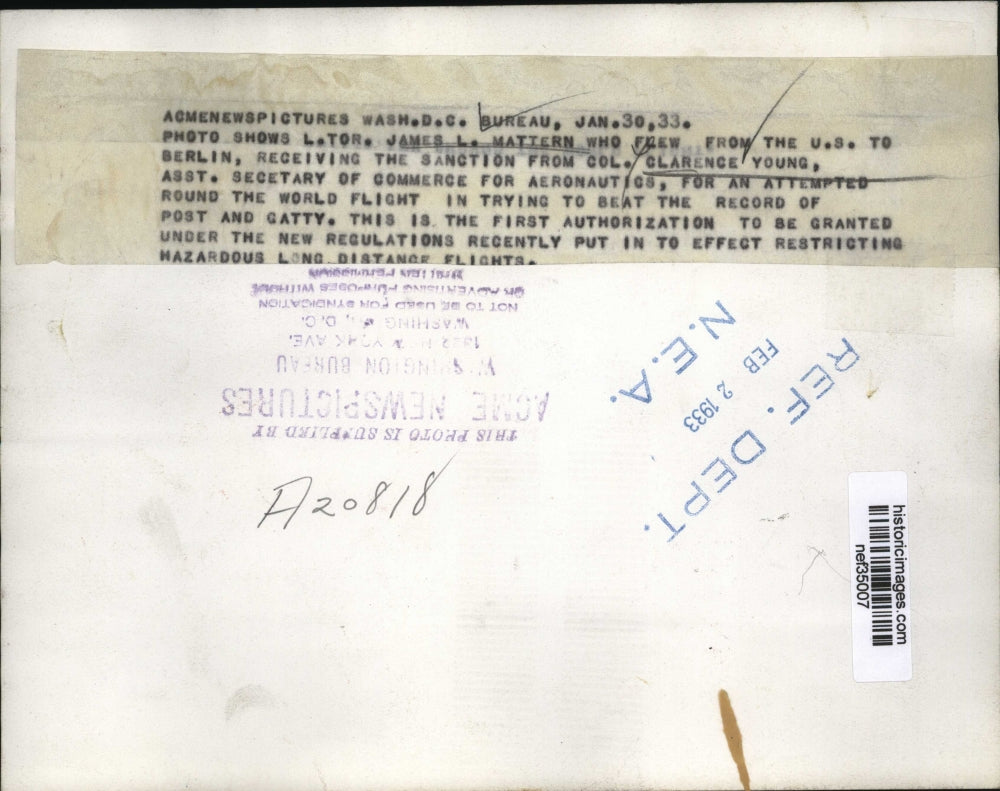 ACMENEWSPICTURES WASH.D.C. BUREAU, JAN.30,33.
PHOTO SHOWS L.TOR. JAMES L. MATTERN WHO FLEW FROM THE U.S. TO
BERLIN, RECEIVING THE SANCTION FROM COL. CLARENCE YOUNG,
ASST. SECETARY OF COMMERCE FOR AERONAUTICS, FOR AN ATTEMPTED
ROUND THE WORLD FLIGHT IN TRYING TO BEAT THE RECORD OF
POST AND GATTY. THIS IS THE FIRST AUTHORIZATION TO BE GRANTED
UNDER THE NEW REGULATIONS RECENTLY PUT IN TO EFFECT RESTRICTING
HAZARDOUS LONG DISTANCE FLIGHTS.
THIS PHOTO IS SUPPLIED BY
ACME NEWSPICTURES
WASHINGTON BUREAU
1322 NEW YORK AVE.
WASHINGTON, D.C.
NOT TO BE USED FOR SYNDICATION
OR ADVERTISING PURPOSES WITHOUT
WRITTEN PERMISSION
REF. DEPT.
FEB 2 1933
N.E.A.
A20818
historicimages.com
nef35007